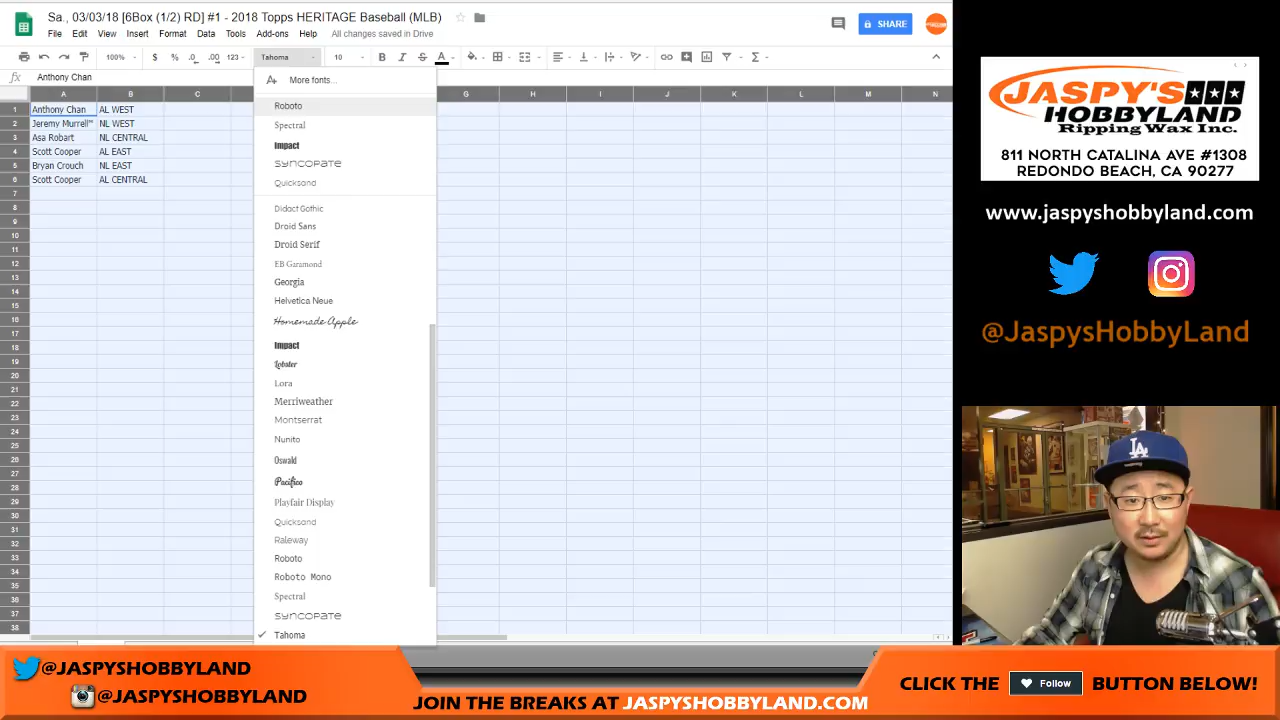 Sa., 03/03/18 [6Box (1/2) RD] #1 - 2018 Topps HERITAGE Baseball (MLB)
File Edit View Insert Format Data Tools Add-ons Help All changes saved in Drive
SHARE
100% $ % .0 .00 123 Tahoma 10 B I S A Σ
fx Anthony Chan
A B C G H I J K L M N
1 Anthony Chan AL WEST
2 Jeremy Murrell™ NL WEST
3 Asa Robart NL CENTRAL
4 Scott Cooper AL EAST
5 Bryan Crouch NL EAST
6 Scott Cooper AL CENTRAL
7
8
9
10
11
12
13
14
15
16
17
18
19
20
21
22
23
24
25
26
27
28
29
30
31
32
33
34
35
36
37
38
More fonts...
Roboto
Spectral
Impact
Syncopate
Quicksand
Didact Gothic
Droid Sans
Droid Serif
EB Garamond
Georgia
Helvetica Neue
Homemade Apple
Impact
Lobster
Lora
Merriweather
Montserrat
Nunito
Oswald
Pacifico
Playfair Display
Quicksand
Raleway
Roboto
Roboto Mono
Spectral
Syncopate
Tahoma
JASPY'S
HOBBYLAND
Ripping Wax Inc.
811 NORTH CATALINA AVE #1308
REDONDO BEACH, CA 90277
www.jaspyshobbyland.com
@JaspysHobbyLand
LA
@JASPYSHOBBYLAND
@JASPYSHOBBYLAND
JOIN THE BREAKS AT JASPYSHOBBYLAND.COM
CLICK THE Follow BUTTON BELOW!